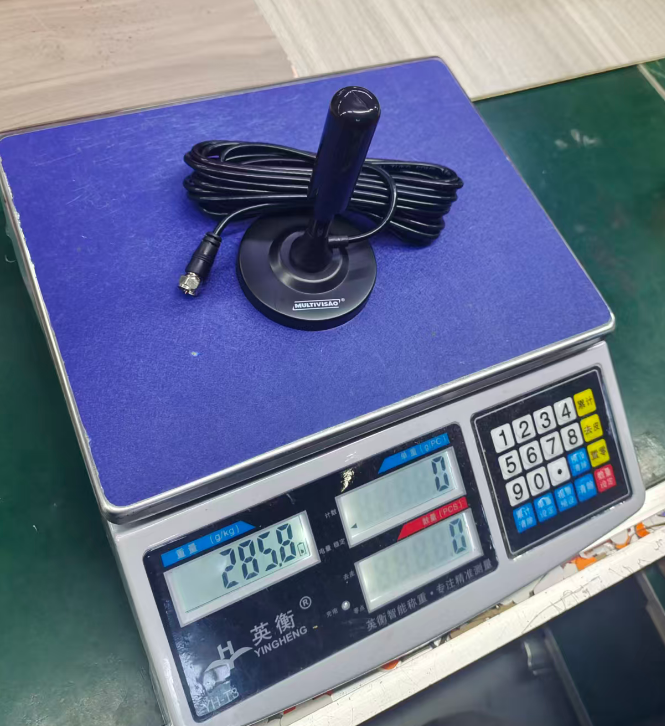 MULTIVISÃO®
重量 (g/kg)
285.8
单重 (g/PC)
0
数量 (PCS)
0
英衡®
YINGHENG
英衡智能称重·专注精准测量
YH-T3
1 2 3 4 累计
5 6 7 8 去皮
9 0 • 置零